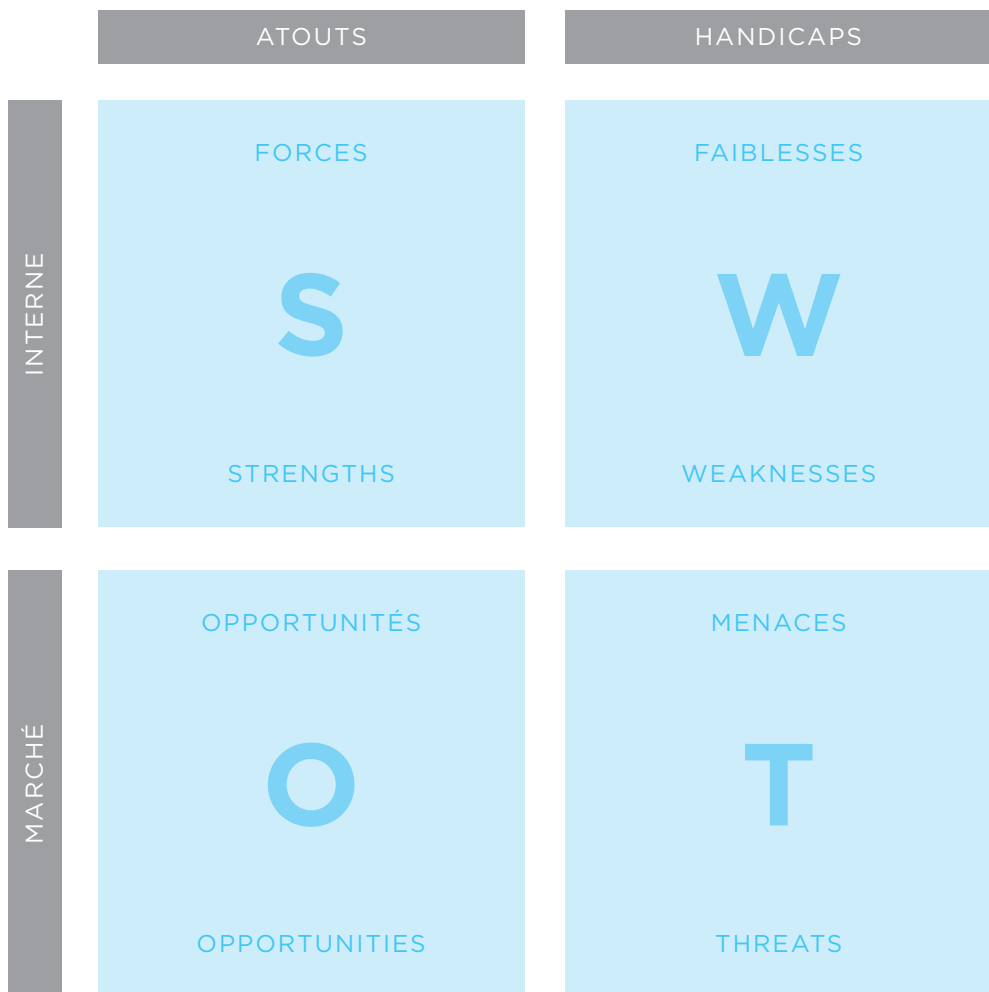 ATOUTS
HANDICAPS
INTERNE
FORCES
S
STRENGTHS
FAIBLESSES
W
WEAKNESSES
MARCHÉ
OPPORTUNITÉS
O
OPPORTUNITIES
MENACES
T
THREATS